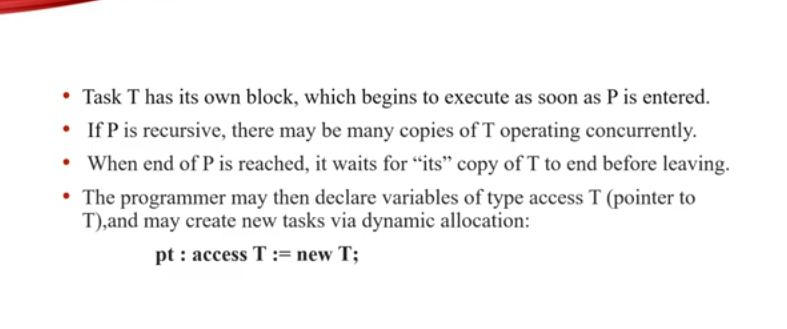 • Task T has its own block, which begins to execute as soon as P is entered.
• If P is recursive, there may be many copies of T operating concurrently.
• When end of P is reached, it waits for “its” copy of T to end before leaving.
• The programmer may then declare variables of type access T (pointer to
T),and may create new tasks via dynamic allocation:
pt : access T := new T;